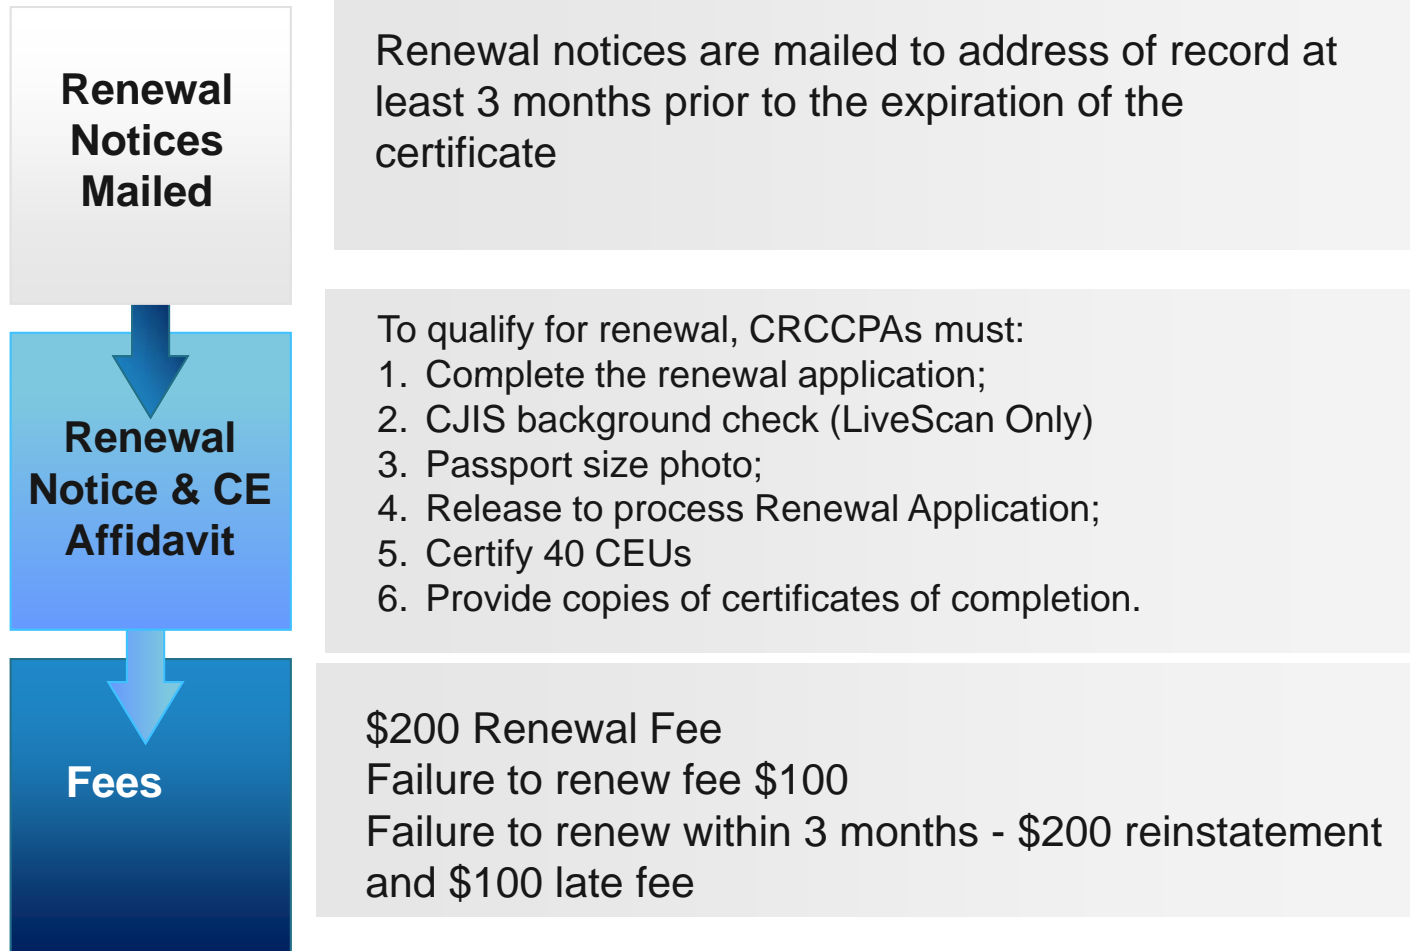 Renewal
Notices
Mailed
Renewal notices are mailed to address of record at
least 3 months prior to the expiration of the
certificate
Renewal
Notice & CE
Affidavit
To qualify for renewal, CRCCPAs must:
1. Complete the renewal application;
2. CJIS background check (LiveScan Only)
3. Passport size photo;
4. Release to process Renewal Application;
5. Certify 40 CEUs
6. Provide copies of certificates of completion.
Fees
$200 Renewal Fee
Failure to renew fee $100
Failure to renew within 3 months - $200 reinstatement
and $100 late fee